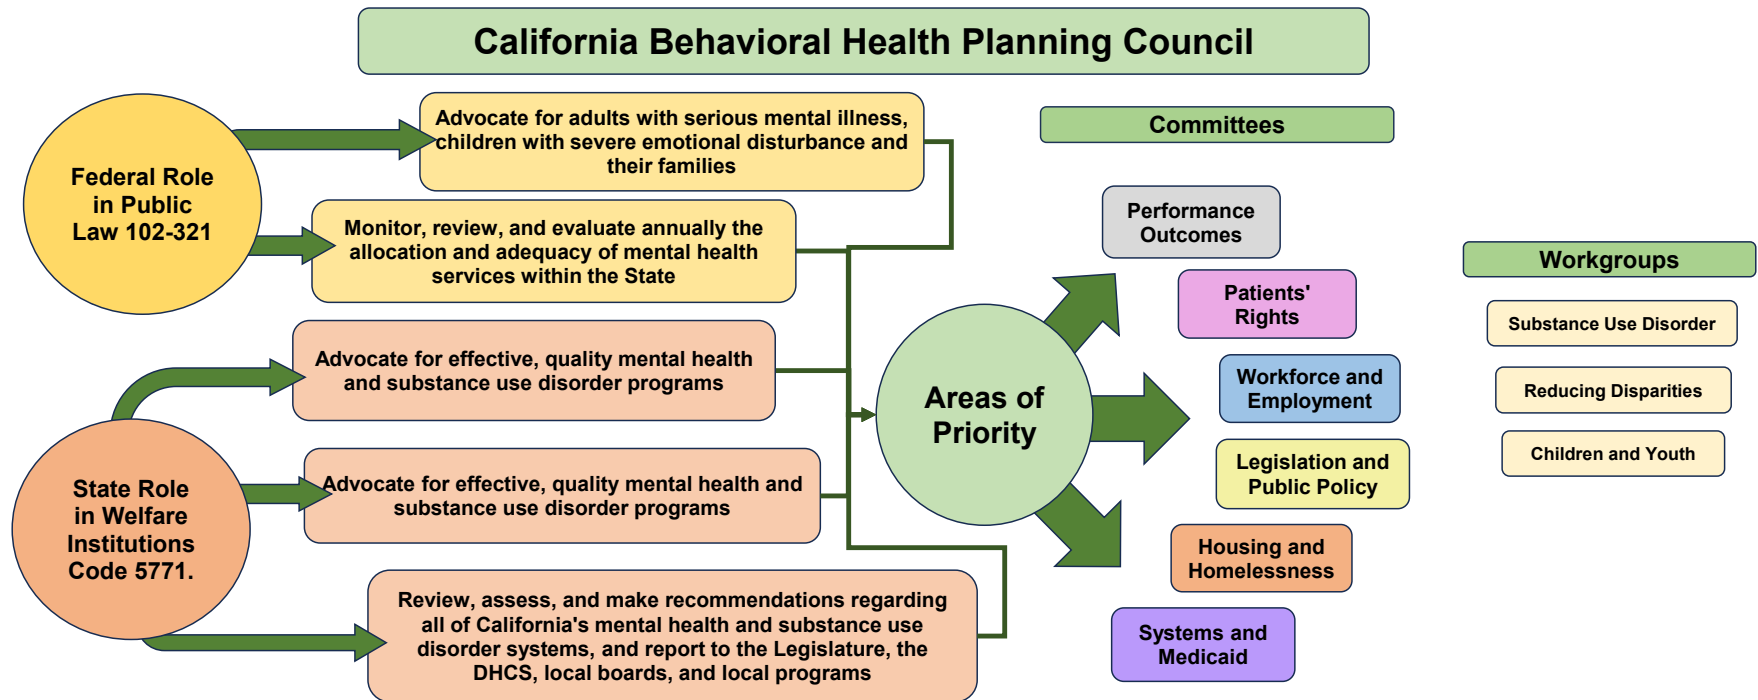 California Behavioral Health Planning Council
Federal Role
in Public
Law 102-321
Advocate for adults with serious mental illness,
children with severe emotional disturbance and
their families
Monitor, review, and evaluate annually the
allocation and adequacy of mental health
services within the State
State Role
in Welfare
Institutions
Code 5771.
Advocate for effective, quality mental health
and substance use disorder programs
Advocate for effective, quality mental health and
substance use disorder programs
Review, assess, and make recommendations regarding
all of California's mental health and substance use
disorder systems, and report to the Legislature, the
DHCS, local boards, and local programs
Areas of
Priority
Committees
Performance
Outcomes
Patients'
Rights
Workforce and
Employment
Legislation and
Public Policy
Housing and
Homelessness
Systems and
Medicaid
Workgroups
Substance Use Disorder
Reducing Disparities
Children and Youth